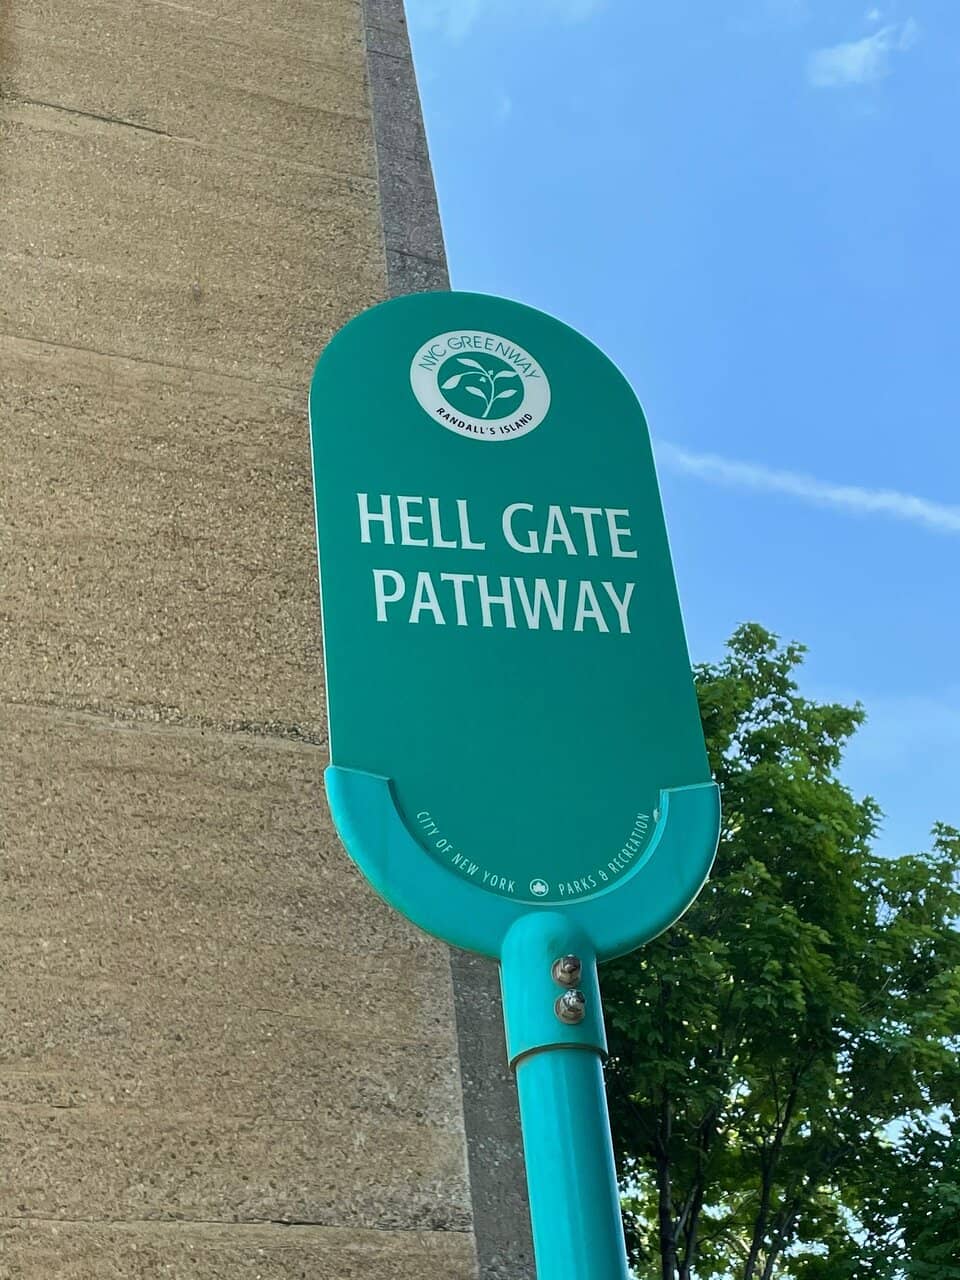 NYC GREENWAY
RANDALL'S ISLAND
HELL GATE
PATHWAY
CITY OF NEW YORK PARKS & RECREATION